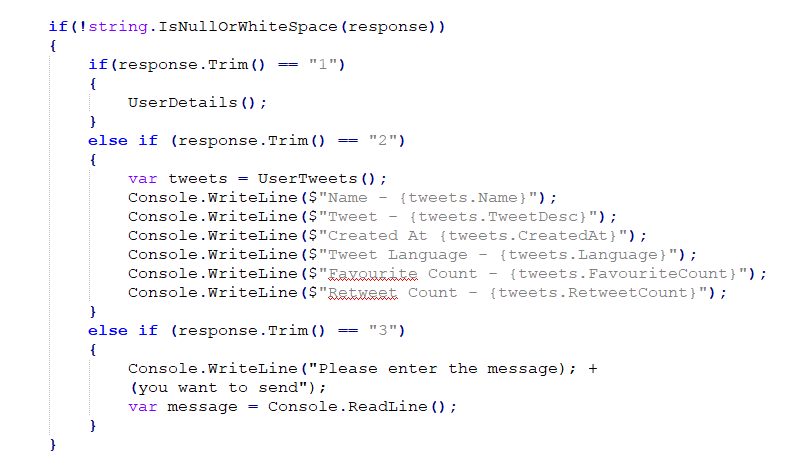 if(!string.IsNullOrWhiteSpace(response))
{
if(response.Trim() == "1")
{
UserDetails();
}
else if (response.Trim() == "2")
{
var tweets = UserTweets();
Console.WriteLine($"Name - {tweets.Name}");
Console.WriteLine($"Tweet - {tweets.TweetDesc}");
Console.WriteLine($"Created At {tweets.CreatedAt}");
Console.WriteLine($"Tweet Language - {tweets.Language}");
Console.WriteLine($"Favourite Count - {tweets.FavouriteCount}");
Console.WriteLine($"Retweet Count - {tweets.RetweetCount}");
}
else if (response.Trim() == "3")
{
Console.WriteLine("Please enter the message); +
(you want to send");
var message = Console.ReadLine();
}
}